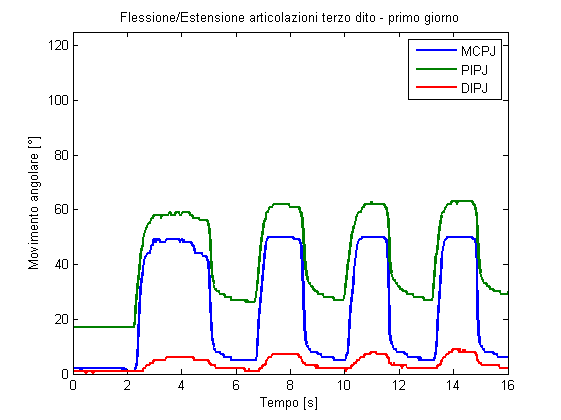 Flessione/Estensione articolazioni terzo dito - primo giorno
120
100
80
60
40
20
0
Movimento angolare [°]
MCPJ
PIPJ
DIPJ
0 2 4 6 8 10 12 14 16
Tempo [s]